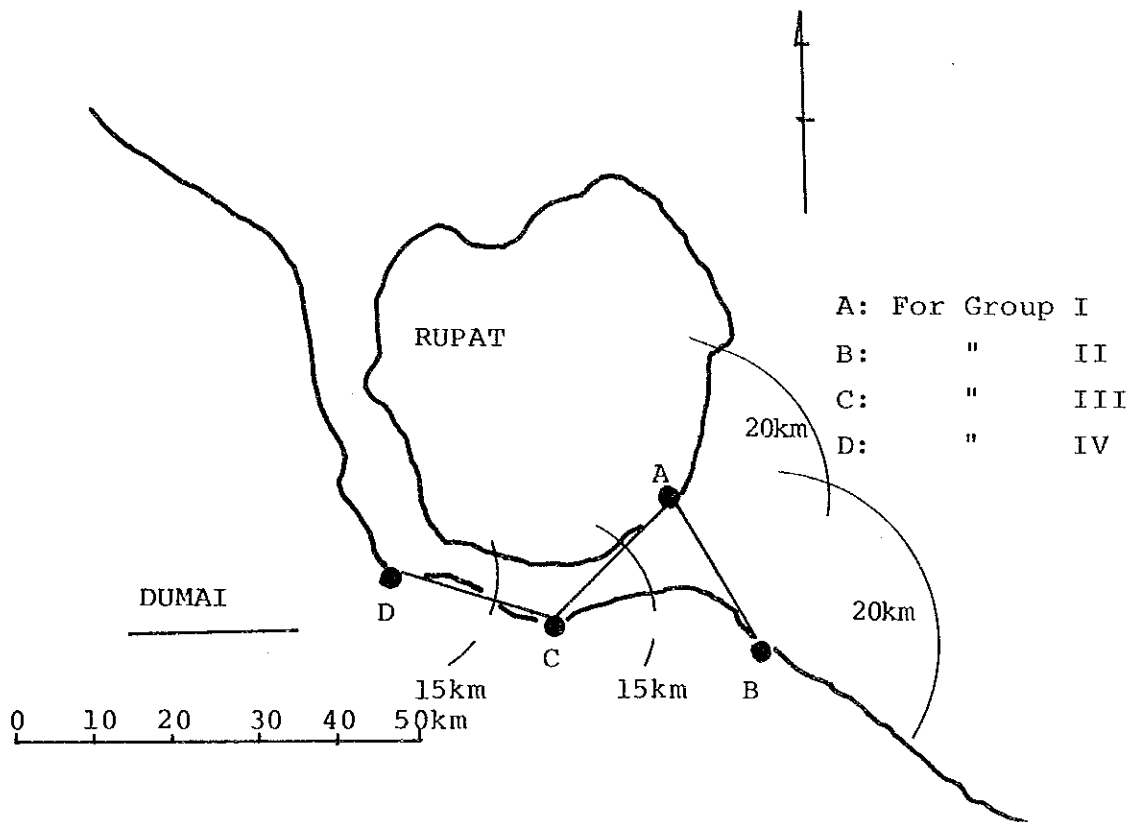 RUPAT
A: For Group I
B: " II
C: " III
D: " IV
20km
A
20km
DUMAI
D
C
B
15km
15km
0 10 20 30 40 50km